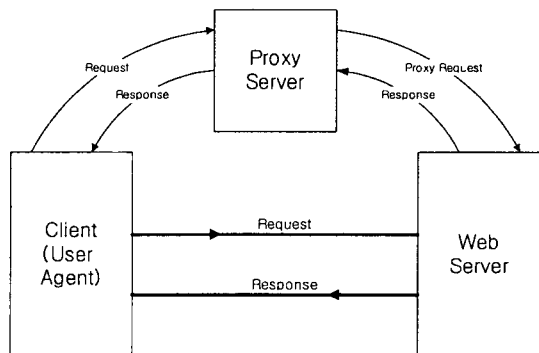 Request
Proxy
Server
Proxy Request
Response
Response
Client
(User
Agent)
Request
Response
Web
Server